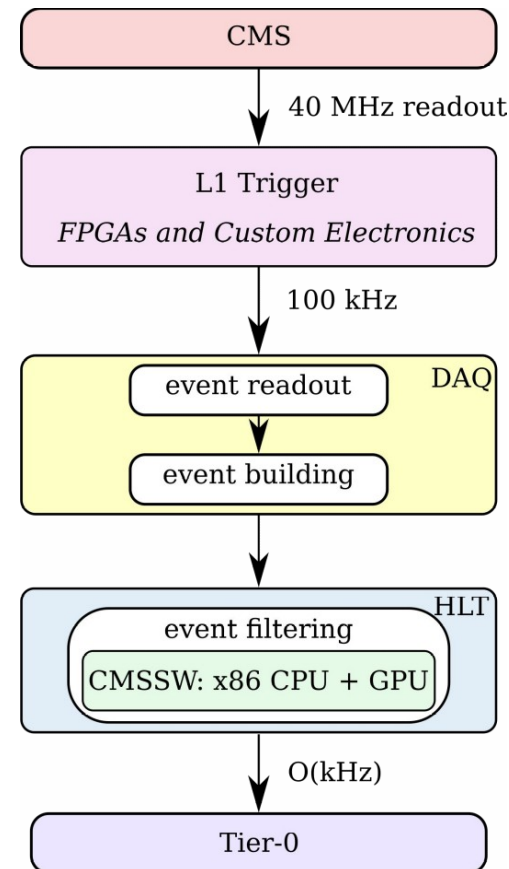 CMS
40 MHz readout
L1 Trigger
FPGAs and Custom Electronics
100 kHz
DAQ
event readout
event building
HLT
event filtering
CMSSW: x86 CPU + GPU
O(kHz)
Tier-0